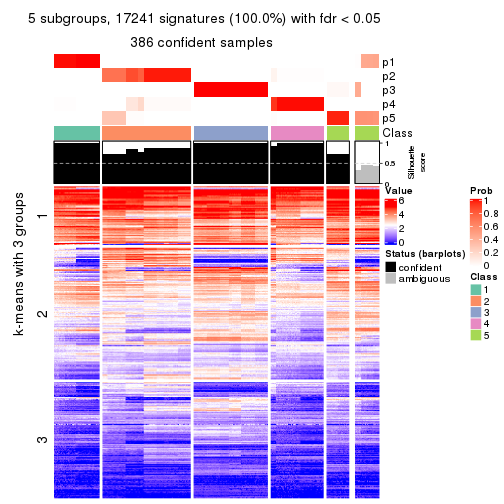 5 subgroups, 17241 signatures (100.0%) with fdr < 0.05
386 confident samples
p1
p2
p3
p4
p5
Class
1
0.5
0
Silhouette
score
k-means with 3 groups
1
2
3
Value
6
4
2
0
Status (barplots)
confident
ambiguous
Prob
1
0.8
0.6
0.4
0.2
0
Class
1
2
3
4
5